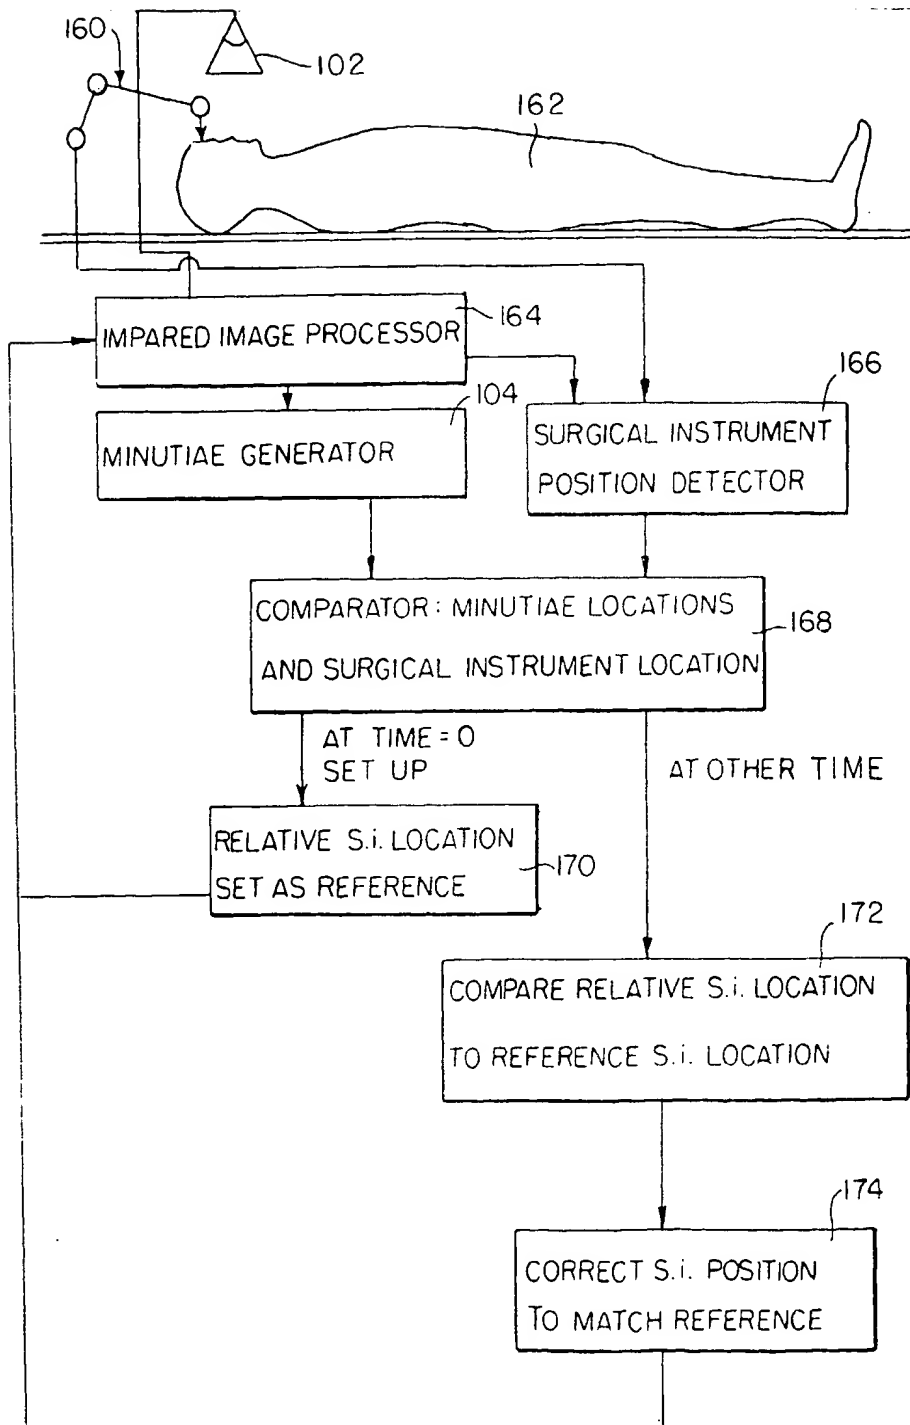 160
102
162
IMPARED IMAGE PROCESSOR
164
104
166
MINUTIAE GENERATOR
SURGICAL INSTRUMENT
POSITION DETECTOR
COMPARATOR: MINUTIAE LOCATIONS
AND SURGICAL INSTRUMENT LOCATION
168
AT TIME = 0
SET UP
AT OTHER TIME
RELATIVE S.i. LOCATION
SET AS REFERENCE
170
172
COMPARE RELATIVE S.i. LOCATION
TO REFERENCE S.i. LOCATION
174
CORRECT S.i. POSITION
TO MATCH REFERENCE